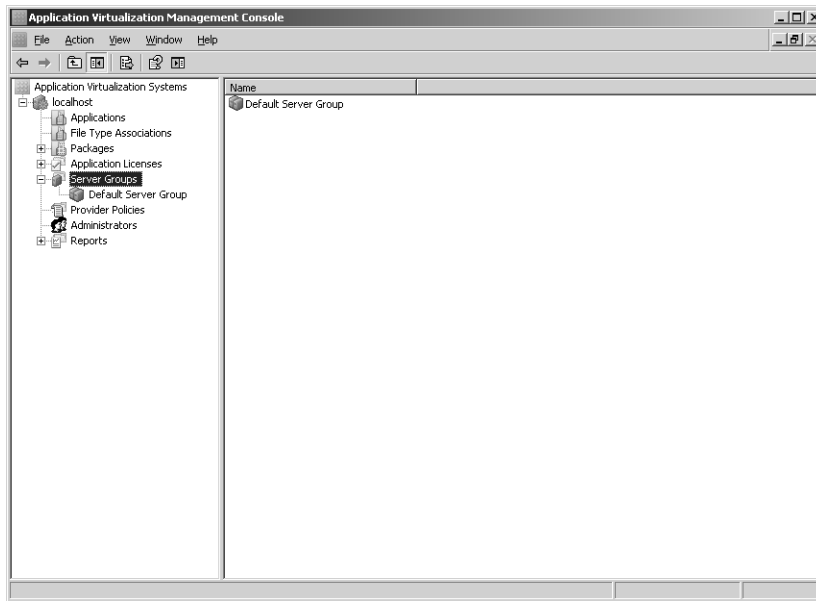 Application Virtualization Management Console
File Action View Window Help
Application Virtualization Systems
localhost
Applications
File Type Associations
Packages
Application Licenses
Server Groups
Default Server Group
Provider Policies
Administrators
Reports
Name
Default Server Group